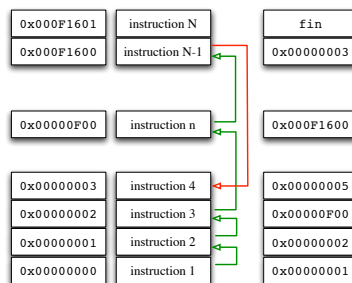 0x000F1601 instruction N fin
0x000F1600 instruction N-1 0x00000003
0x00000F00 instruction n 0x000F1600
0x00000003 instruction 4 0x00000005
0x00000002 instruction 3 0x00000F00
0x00000001 instruction 2 0x00000002
0x00000000 instruction 1 0x00000001